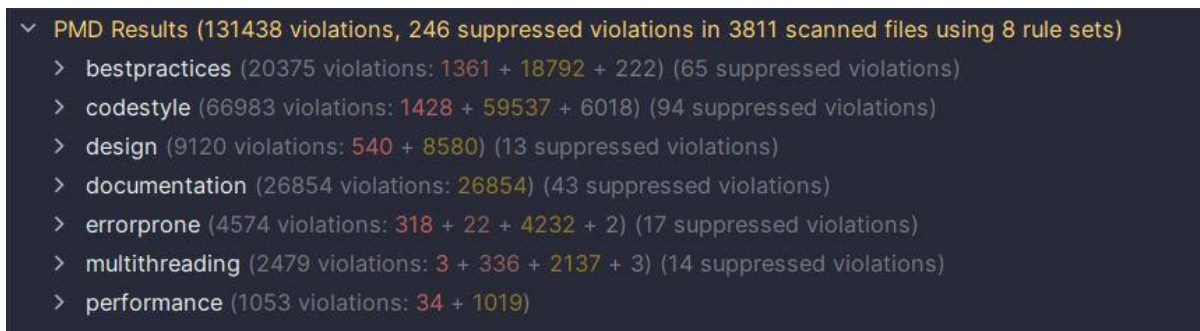 PMD Results (131438 violations, 246 suppressed violations in 3811 scanned files using 8 rule sets)
bestpractices (20375 violations: 1361 + 18792 + 222) (65 suppressed violations)
codestyle (66983 violations: 1428 + 59537 + 6018) (94 suppressed violations)
design (9120 violations: 540 + 8580) (13 suppressed violations)
documentation (26854 violations: 26854) (43 suppressed violations)
errorprone (4574 violations: 318 + 22 + 4232 + 2) (17 suppressed violations)
multithreading (2479 violations: 3 + 336 + 2137 + 3) (14 suppressed violations)
performance (1053 violations: 34 + 1019)